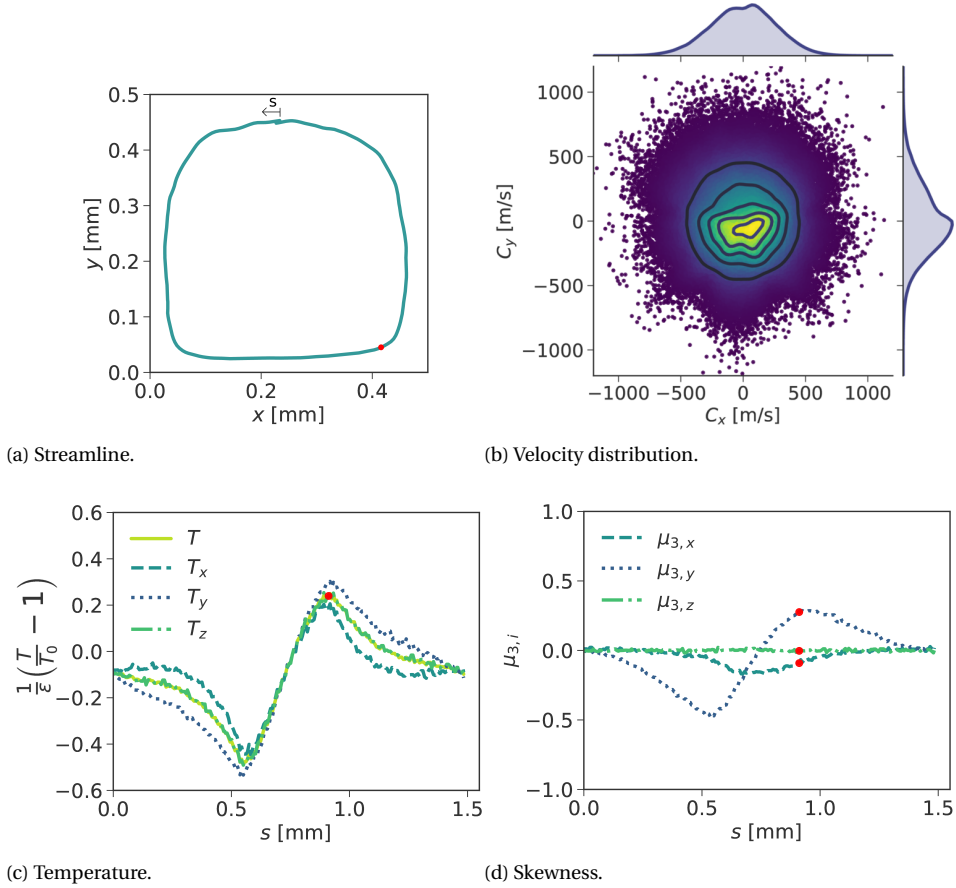 s
0.5
0.4
0.3
0.2
0.1
0.0
y [mm]
0.0 0.2 0.4
x [mm]
(a) Streamline.
1000
500
0
−500
−1000
C_y [m/s]
−1000 −500 0 500 1000
C_x [m/s]
(b) Velocity distribution.
0.6
0.4
0.2
0.0
−0.2
−0.4
−0.6
1/ε (T/T₀ − 1)
T
T_x
T_y
T_z
0.0 0.5 1.0 1.5
s [mm]
(c) Temperature.
1.0
0.5
0.0
−0.5
−1.0
μ_{3,i}
μ_{3,x}
μ_{3,y}
μ_{3,z}
0.0 0.5 1.0 1.5
s [mm]
(d) Skewness.